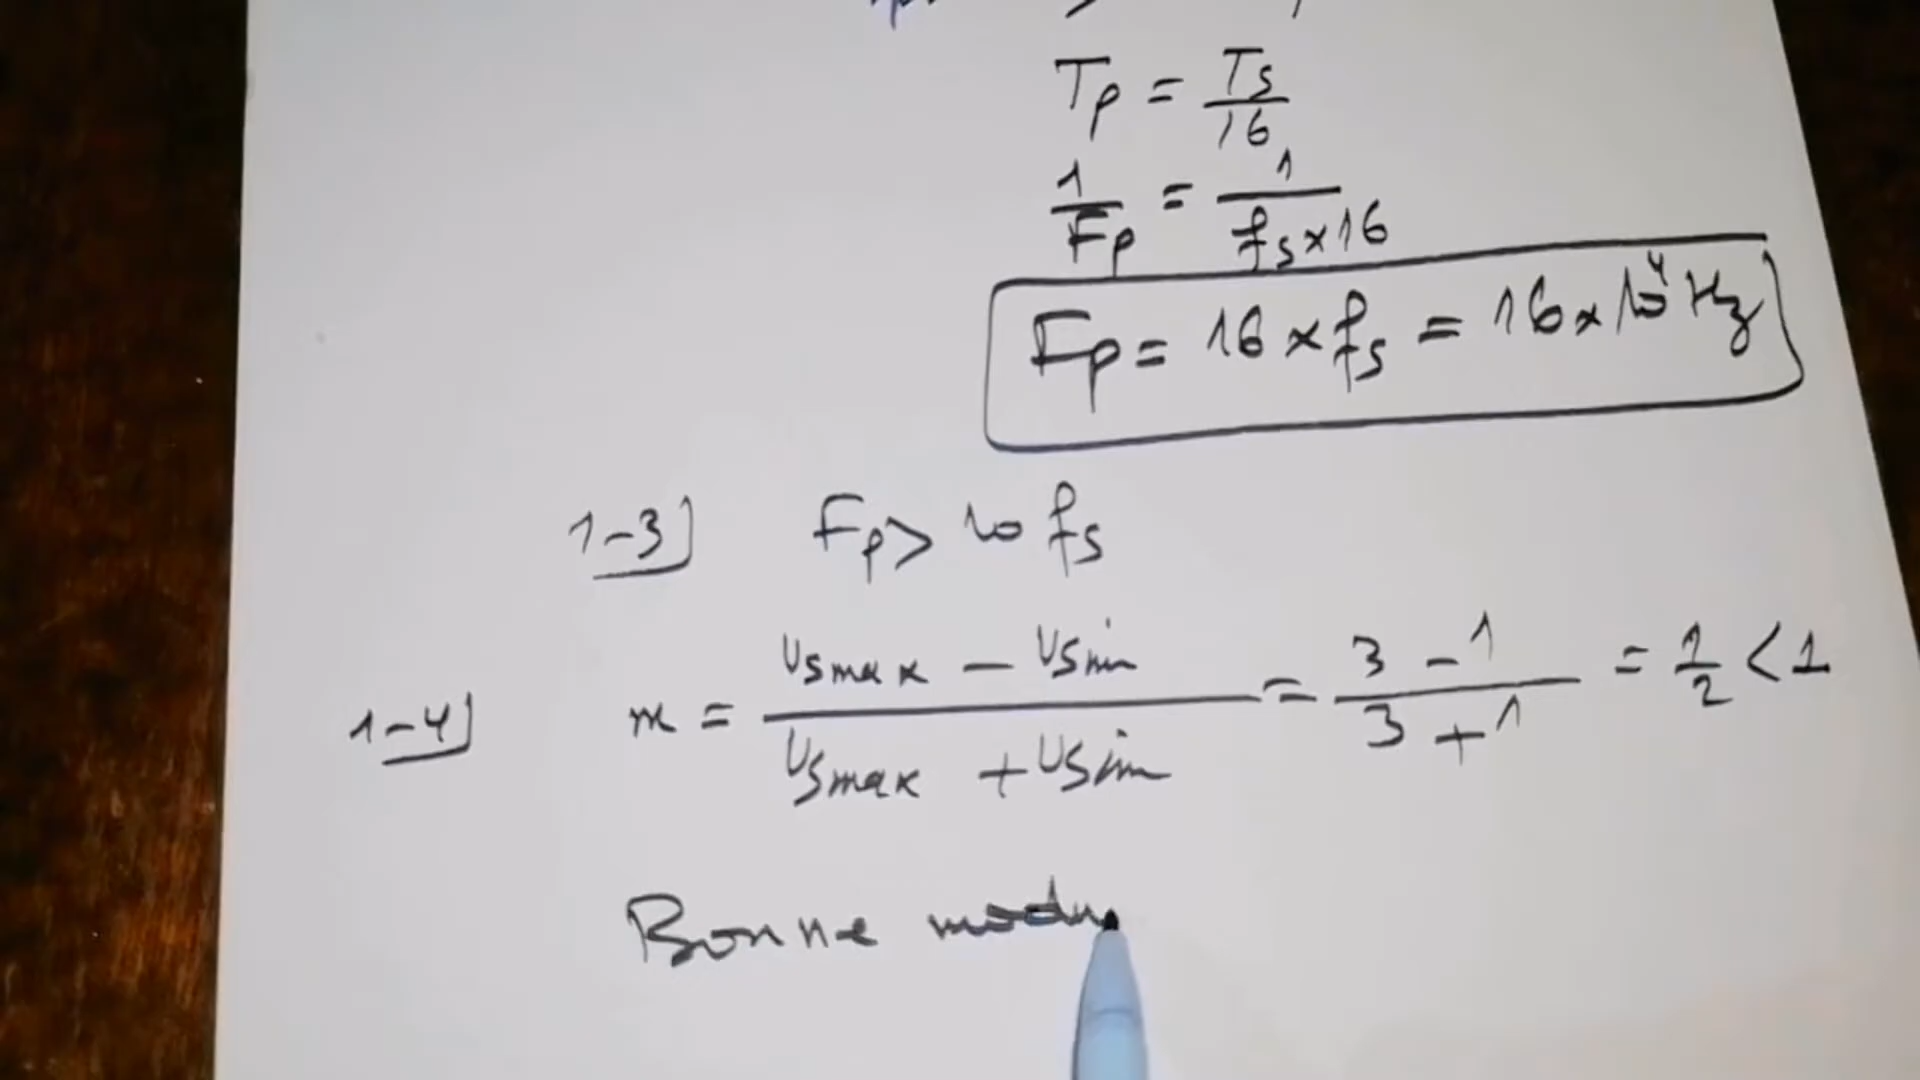 Tp = Ts/16
1/Fp = 1/(fs×16)
Fp = 16 × fs = 16×10⁴ Hz
1-3] Fp > 10 fs
1-4] m = (Usmax - Usmin)/(Usmax + Usmin) = (3 - 1)/(3 + 1) = 1/2 < 1
Bonne modu